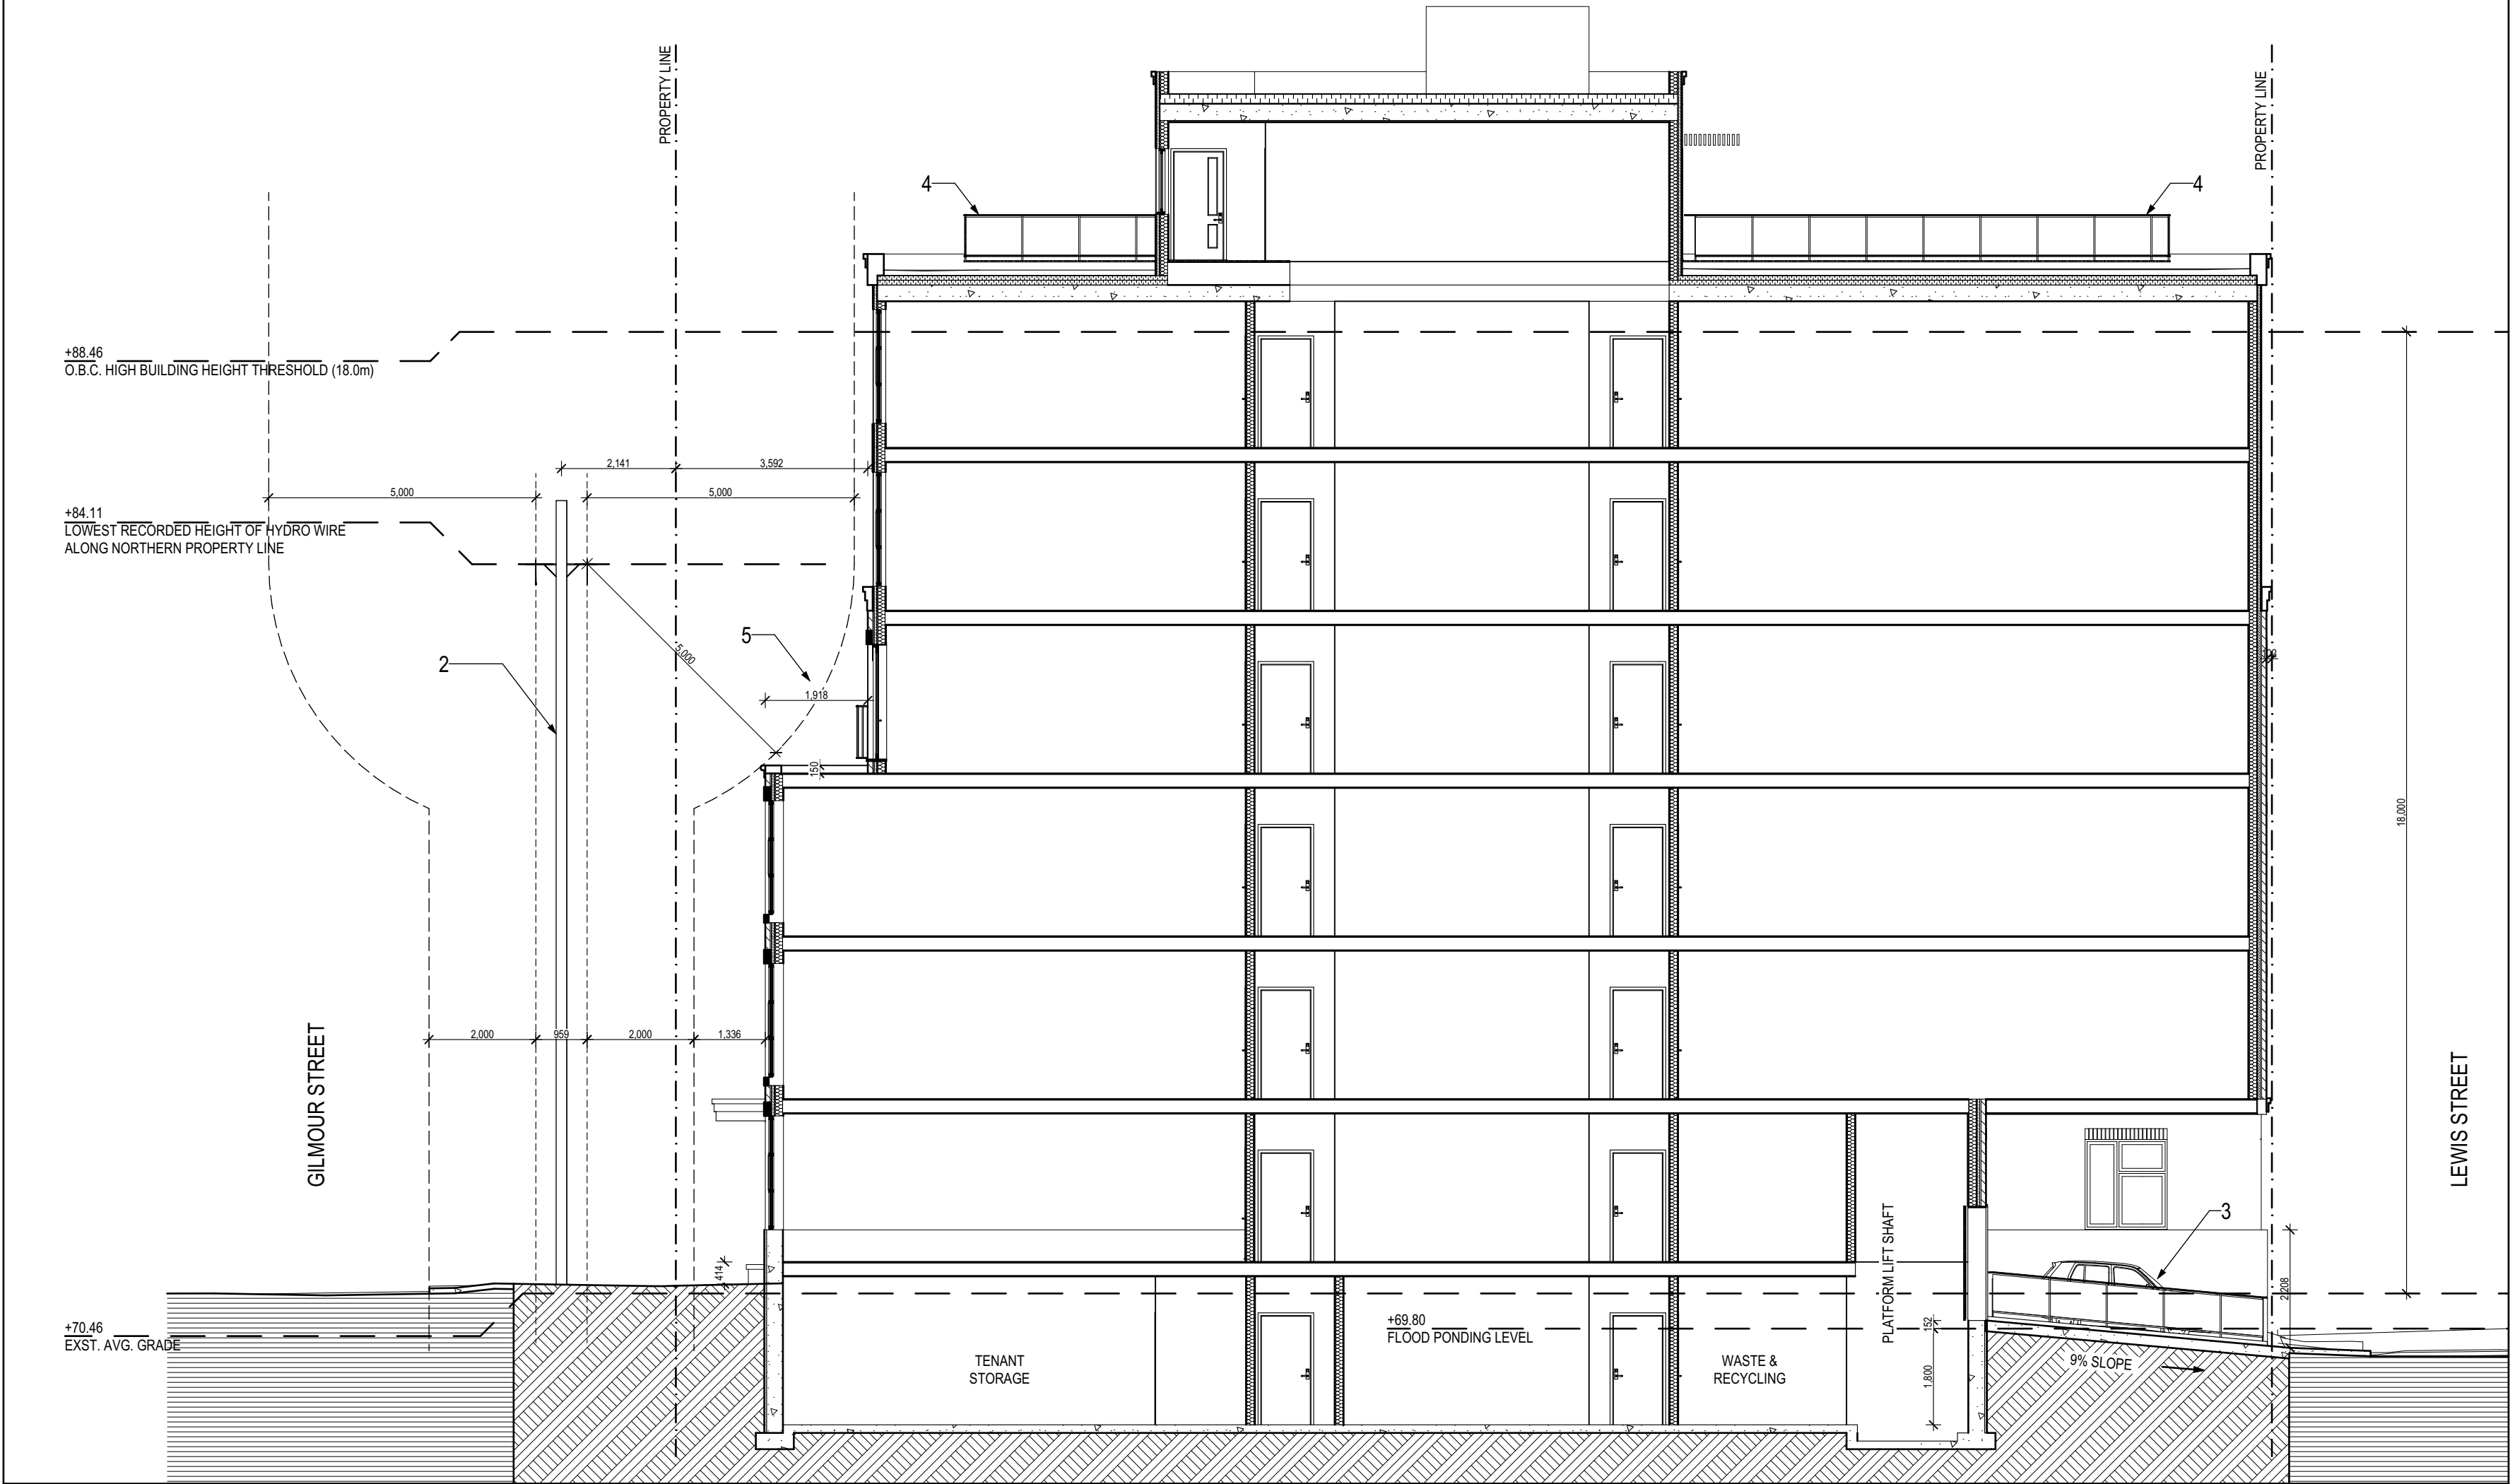 PROPERTY LINE
PROPERTY LINE
4
4
+88.46
O.B.C. HIGH BUILDING HEIGHT THRESHOLD (18.0m)
2,141
3,592
5,000
5,000
+84.11
LOWEST RECORDED HEIGHT OF HYDRO WIRE
ALONG NORTHERN PROPERTY LINE
5
2
5,000
1,918
150
18,000
2,000
959
2,000
1,336
GILMOUR STREET
LEWIS STREET
PLATFORM LIFT SHAFT
3
414
2,208
+70.46
EXST. AVG. GRADE
+69.80
FLOOD PONDING LEVEL
152
TENANT
STORAGE
WASTE &
RECYCLING
1,800
9% SLOPE